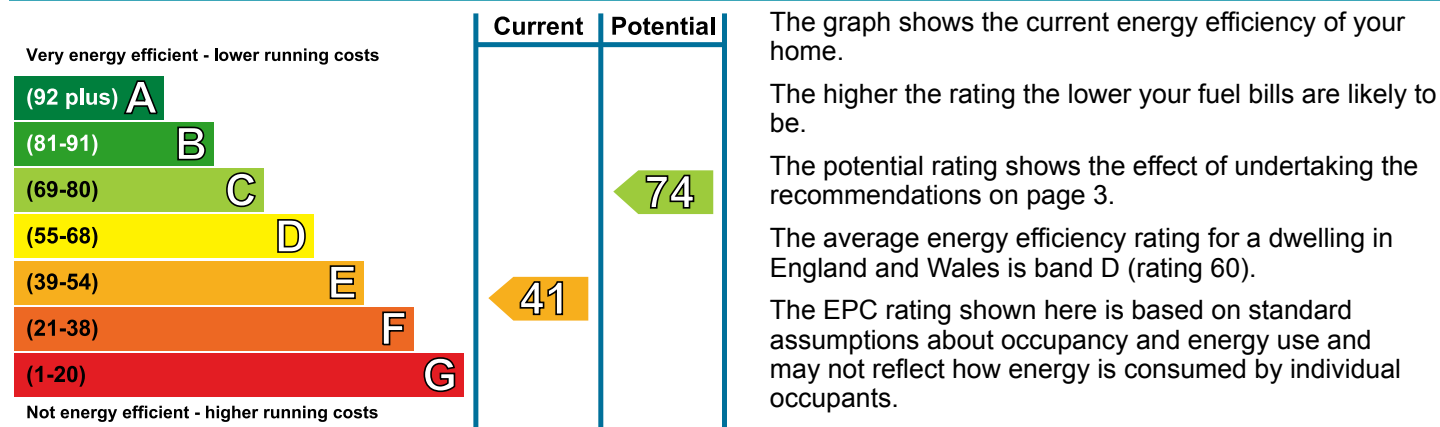 Current Potential
Very energy efficient - lower running costs
(92 plus) A
(81-91) B
(69-80) C
74
(55-68) D
(39-54) E
41
(21-38) F
(1-20) G
Not energy efficient - higher running costs
The graph shows the current energy efficiency of your
home.
The higher the rating the lower your fuel bills are likely to
be.
The potential rating shows the effect of undertaking the
recommendations on page 3.
The average energy efficiency rating for a dwelling in
England and Wales is band D (rating 60).
The EPC rating shown here is based on standard
assumptions about occupancy and energy use and
may not reflect how energy is consumed by individual
occupants.